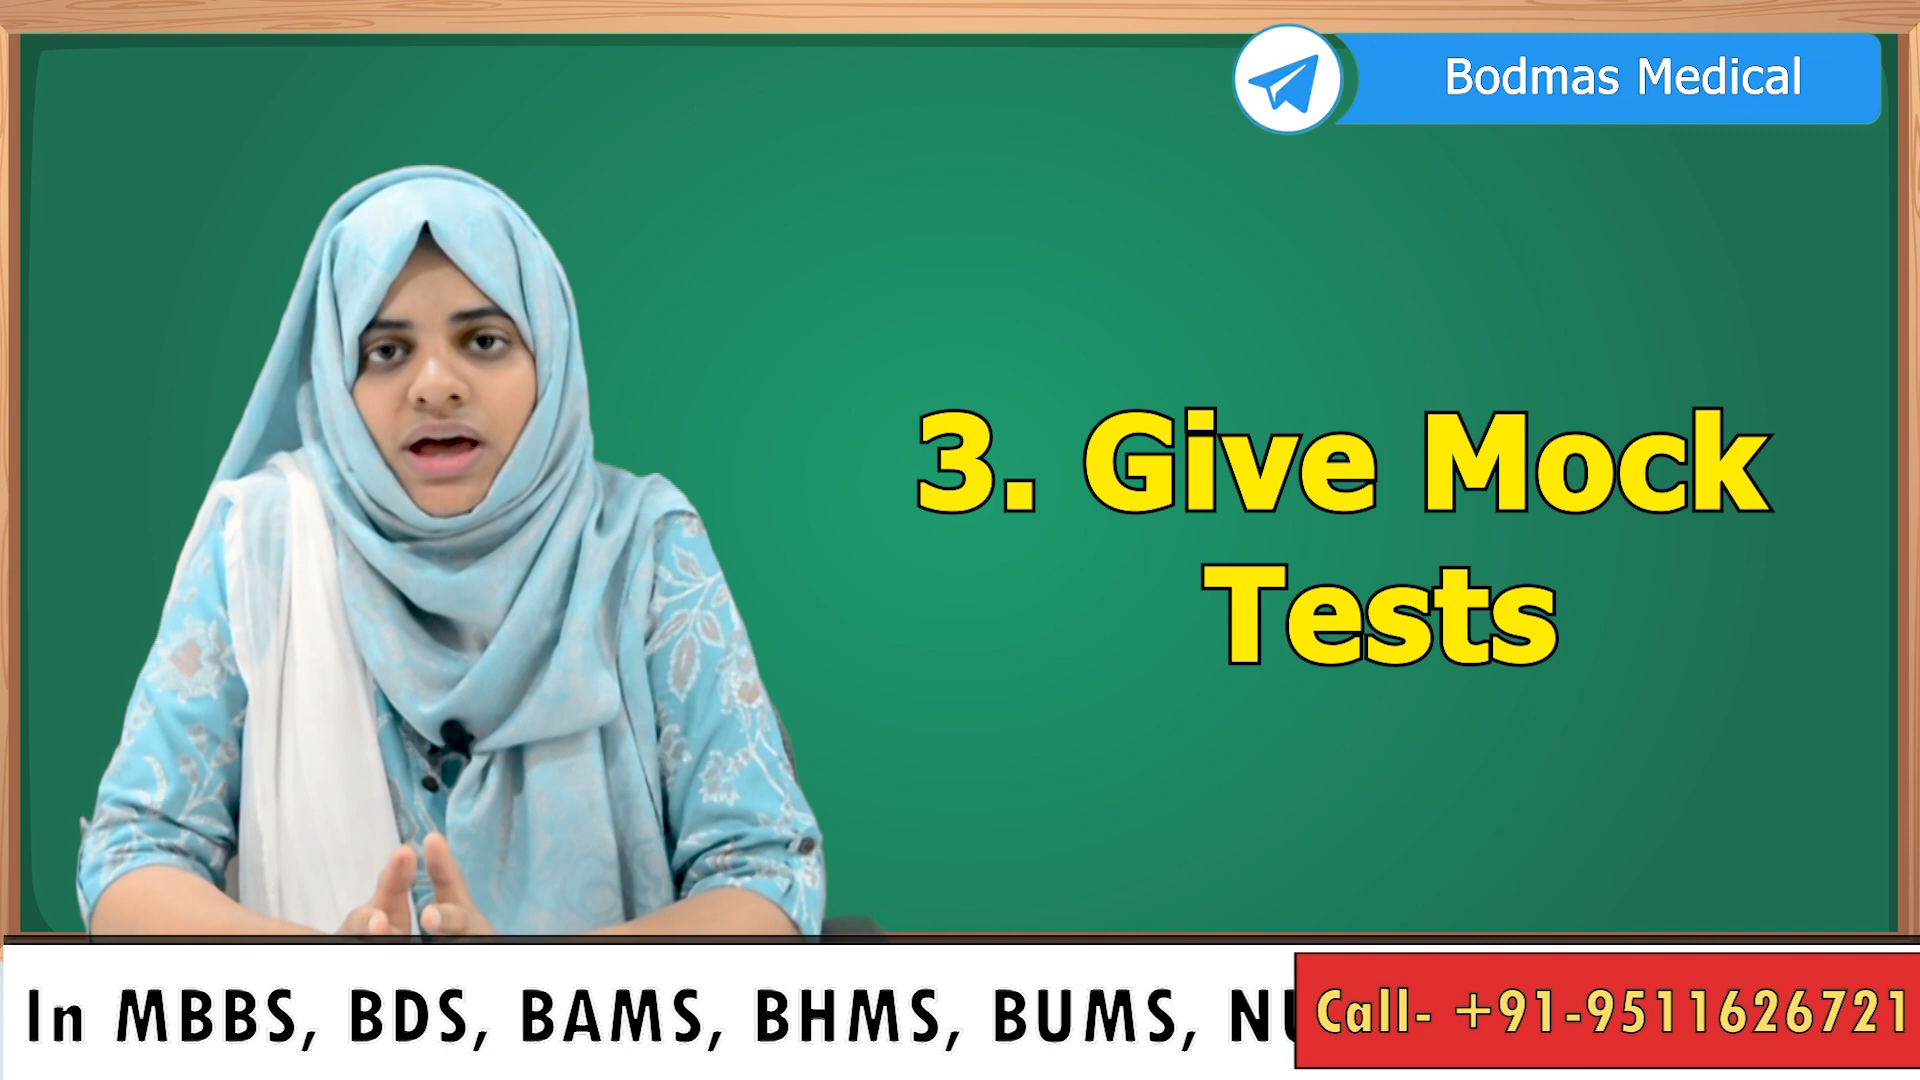 Bodmas Medical
3. Give Mock
Tests
In MBBS, BDS, BAMS, BHMS, BUMS,
Call- +91-9511626721